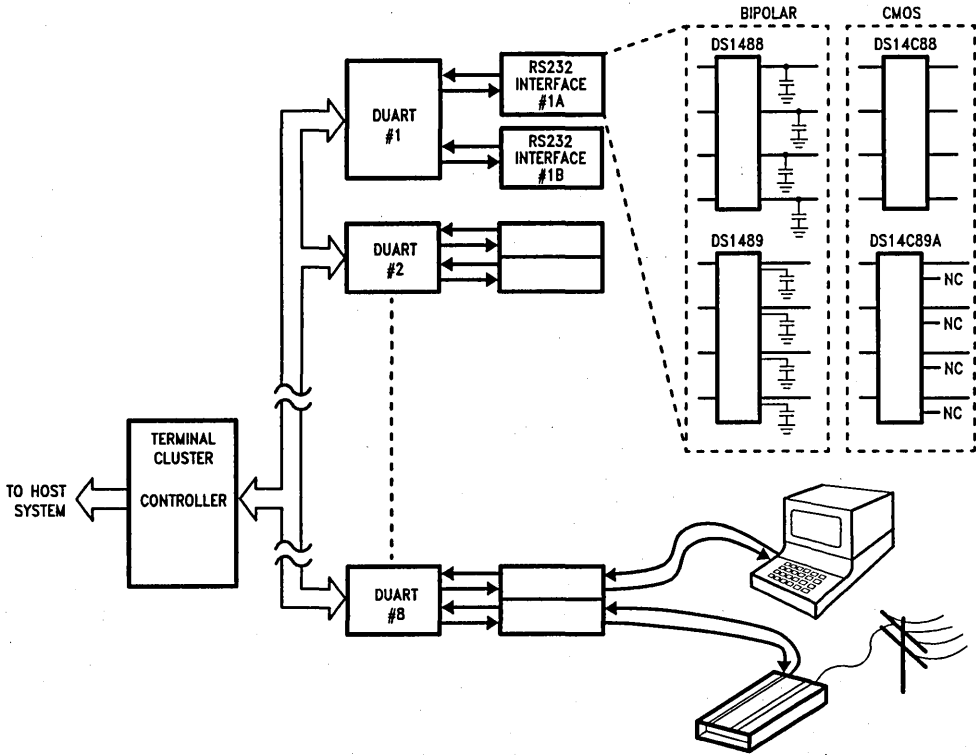 BIPOLAR
CMOS
DS1488
DS14C88
RS232
INTERFACE
#1A
DUART
#1
RS232
INTERFACE
#1B
DUART
#2
DS1489
DS14C89A
NC
NC
NC
NC
TERMINAL
CLUSTER
CONTROLLER
TO HOST
SYSTEM
DUART
#8